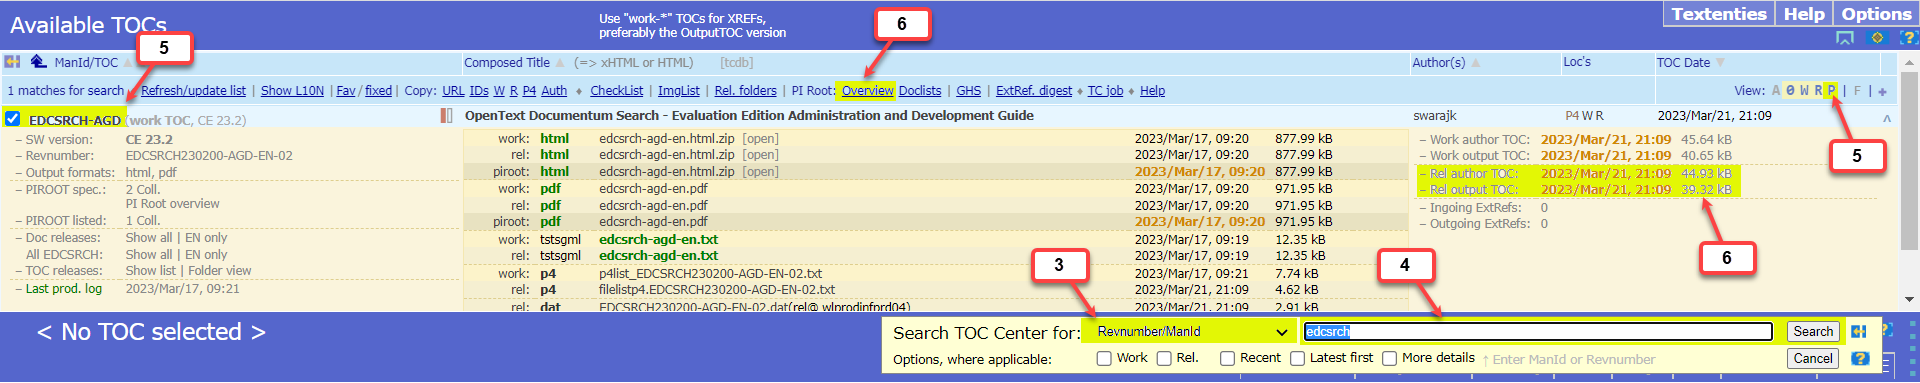 Available TOCs
Use "work-*" TOCs for XREFs,
preferably the OutputTOC version
6
5
Textenties | Help | Options
ManId/TOC
Composed Title (=> xHTML or HTML) [tcdb]
Author(s)
Loc's
TOC Date
1 matches for search
Refresh/update list | Show L10N | Fav / fixed | Copy: URL IDs W R P4 Auth ♦ CheckList | ImgList | Rel. folders | PI Root: Overview Doclists | GHS | ExtRef. digest ♦ TC job ♦ Help
View: A 0 W R P | F | +
EDCSRCH-AGD (work TOC, CE 23.2)
OpenText Documentum Search - Evaluation Edition Administration and Development Guide
swarajk
P4 W R
2023/Mar/21, 21:09
– SW version: CE 23.2
– Revnumber: EDCSRCH230200-AGD-EN-02
– Output formats: html, pdf
– PIROOT spec.: 2 Coll.
PI Root overview
– PIROOT listed: 1 Coll.
– Doc releases: Show all | EN only
All EDCSRCH: Show all | EN only
– TOC releases: Show list | Folder view
– Last prod. log 2023/Mar/17, 09:21
work: html edcsrch-agd-en.html.zip [open] 2023/Mar/17, 09:20 877.99 kB
rel: html edcsrch-agd-en.html.zip [open] 2023/Mar/17, 09:20 877.99 kB
piroot: html edcsrch-agd-en.html.zip [open] 2023/Mar/17, 09:20 877.99 kB
work: pdf edcsrch-agd-en.pdf 2023/Mar/17, 09:20 971.95 kB
rel: pdf edcsrch-agd-en.pdf 2023/Mar/17, 09:20 971.95 kB
piroot: pdf edcsrch-agd-en.pdf 2023/Mar/17, 09:20 971.95 kB
work: tstsgml edcsrch-agd-en.txt 2023/Mar/17, 09:19 12.35 kB
rel: tstsgml edcsrch-agd-en.txt 2023/Mar/17, 09:19 12.35 kB
work: p4 p4list_EDCSRCH230200-AGD-EN-02.txt 2023/Mar/17, 09:21 7.74 kB
rel: p4 filelistp4.EDCSRCH230200-AGD-EN-02.txt 2023/Mar/21, 21:09 4.62 kB
rel: dat EDCSRCH230200-AGD-EN-02.dat(rel@ wlprodinfprd04) 2023/Mar/21, 21:09 2.91 kB
– Work author TOC: 2023/Mar/21, 21:09 45.64 kB
– Work output TOC: 2023/Mar/21, 21:09 40.65 kB
– Rel author TOC: 2023/Mar/21, 21:09 44.93 kB
– Rel output TOC: 2023/Mar/21, 21:09 39.32 kB
– Ingoing ExtRefs: 0
– Outgoing ExtRefs: 0
5
6
3
4
< No TOC selected >
Search TOC Center for: Revnumber/ManId edcsrch Search
Options, where applicable: Work Rel. Recent Latest first More details ↑ Enter ManId or Revnumber Cancel